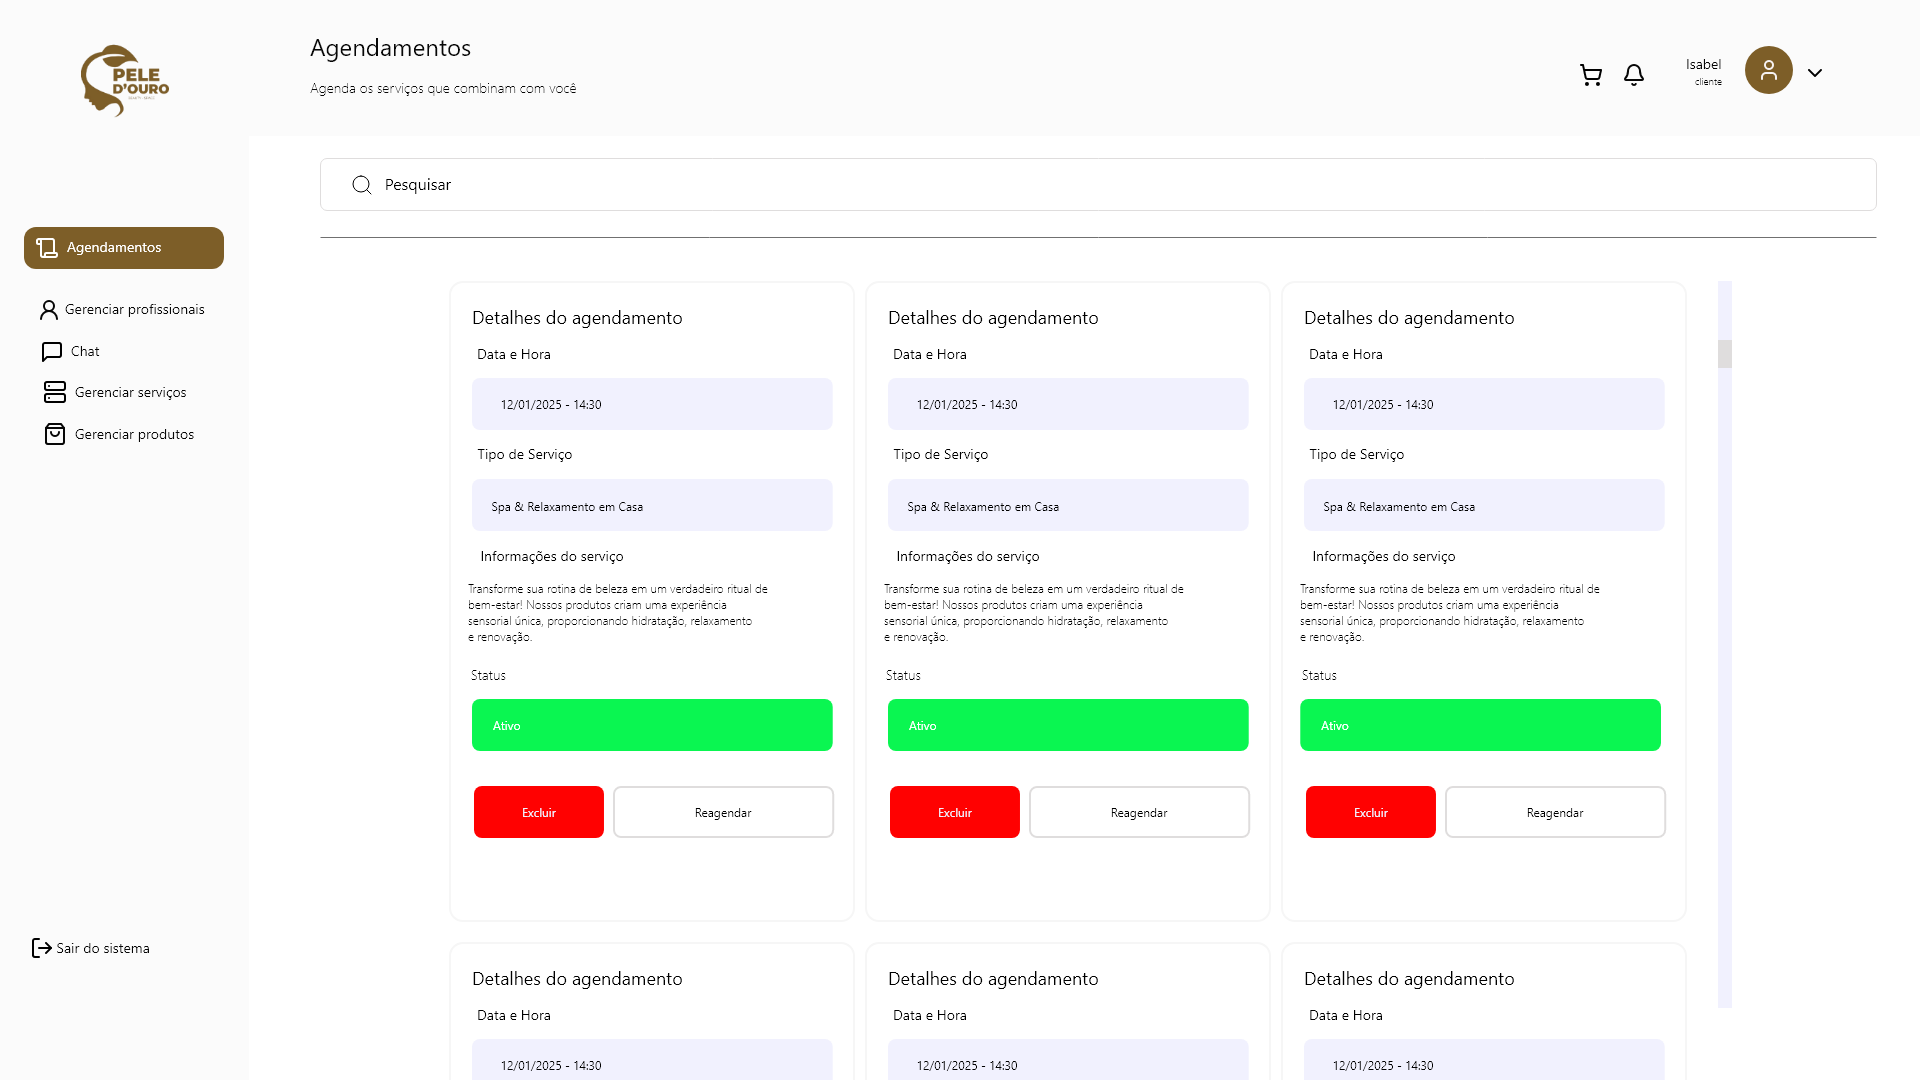 PELE
D'OURO
Agendamentos
Agenda os serviços que combinam com você
Isabel
cliente
Pesquisar
Agendamentos
Gerenciar profissionais
Chat
Gerenciar serviços
Gerenciar produtos
Sair do sistema
Detalhes do agendamento
Data e Hora
12/01/2025 - 14:30
Tipo de Serviço
Spa & Relaxamento em Casa
Informações do serviço
Transforme sua rotina de beleza em um verdadeiro ritual de
bem-estar! Nossos produtos criam uma experiência
sensorial única, proporcionando hidratação, relaxamento
e renovação.
Status
Ativo
Excluir
Reagendar
Detalhes do agendamento
Data e Hora
12/01/2025 - 14:30
Tipo de Serviço
Spa & Relaxamento em Casa
Informações do serviço
Transforme sua rotina de beleza em um verdadeiro ritual de
bem-estar! Nossos produtos criam uma experiência
sensorial única, proporcionando hidratação, relaxamento
e renovação.
Status
Ativo
Excluir
Reagendar
Detalhes do agendamento
Data e Hora
12/01/2025 - 14:30
Tipo de Serviço
Spa & Relaxamento em Casa
Informações do serviço
Transforme sua rotina de beleza em um verdadeiro ritual de
bem-estar! Nossos produtos criam uma experiência
sensorial única, proporcionando hidratação, relaxamento
e renovação.
Status
Ativo
Excluir
Reagendar
Detalhes do agendamento
Data e Hora
12/01/2025 - 14:30
Detalhes do agendamento
Data e Hora
12/01/2025 - 14:30
Detalhes do agendamento
Data e Hora
12/01/2025 - 14:30